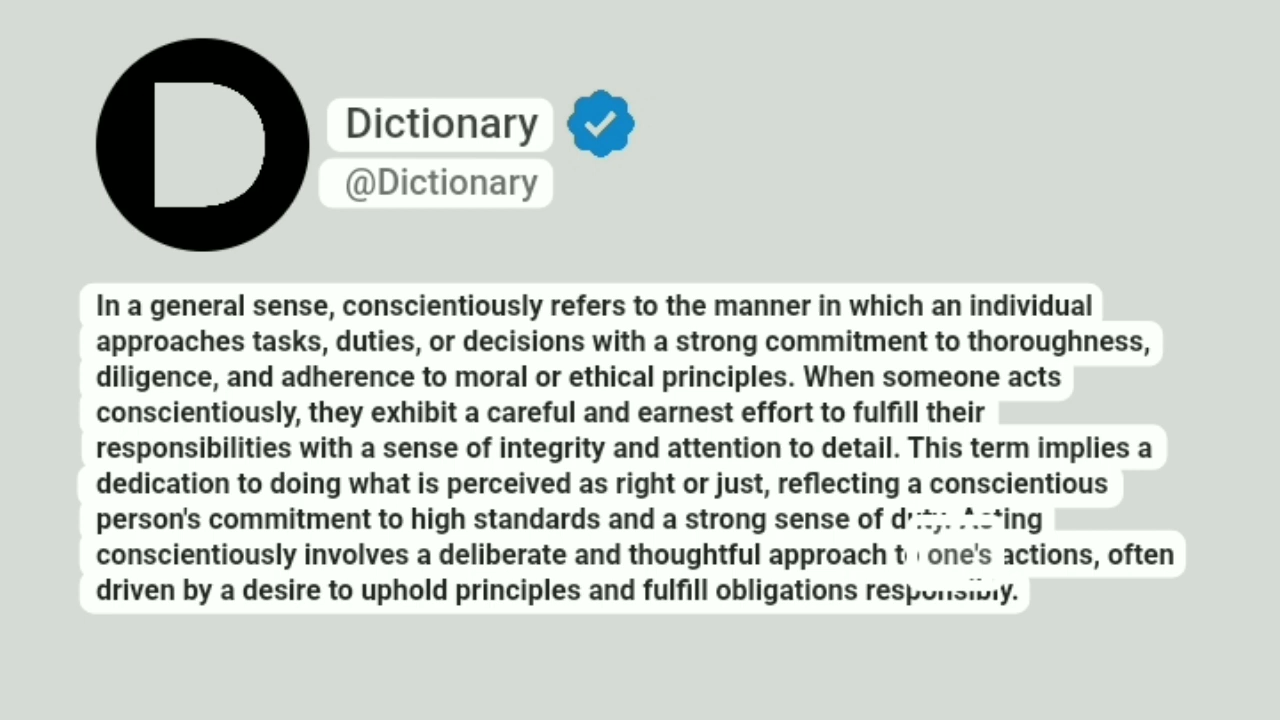 D
Dictionary
@Dictionary
In a general sense, conscientiously refers to the manner in which an individual
approaches tasks, duties, or decisions with a strong commitment to thoroughness,
diligence, and adherence to moral or ethical principles. When someone acts
conscientiously, they exhibit a careful and earnest effort to fulfill their
responsibilities with a sense of integrity and attention to detail. This term implies a
dedication to doing what is perceived as right or just, reflecting a conscientious
person's commitment to high standards and a strong sense of duty. Acting
conscientiously involves a deliberate and thoughtful approach to one's actions, often
driven by a desire to uphold principles and fulfill obligations responsibly.